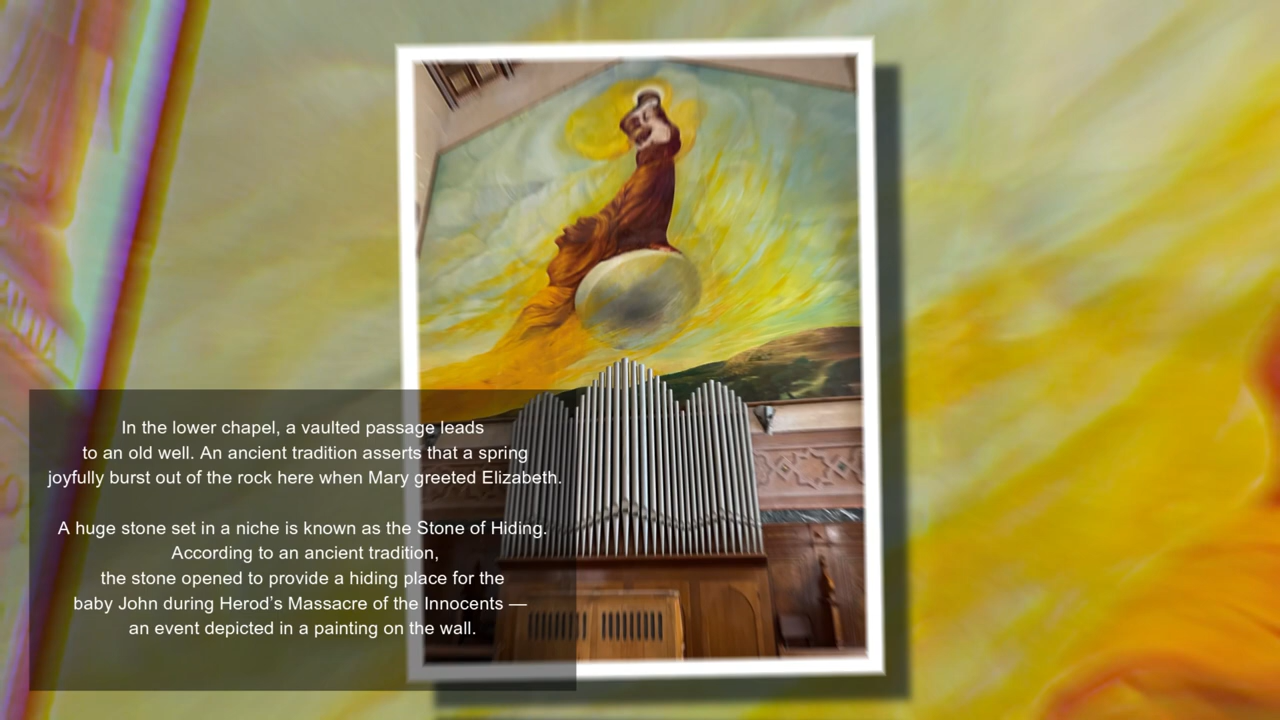 In the lower chapel, a vaulted passage leads
to an old well. An ancient tradition asserts that a spring
joyfully burst out of the rock here when Mary greeted Elizabeth.
A huge stone set in a niche is known as the Stone of Hiding.
According to an ancient tradition,
the stone opened to provide a hiding place for the
baby John during Herod’s Massacre of the Innocents —
an event depicted in a painting on the wall.